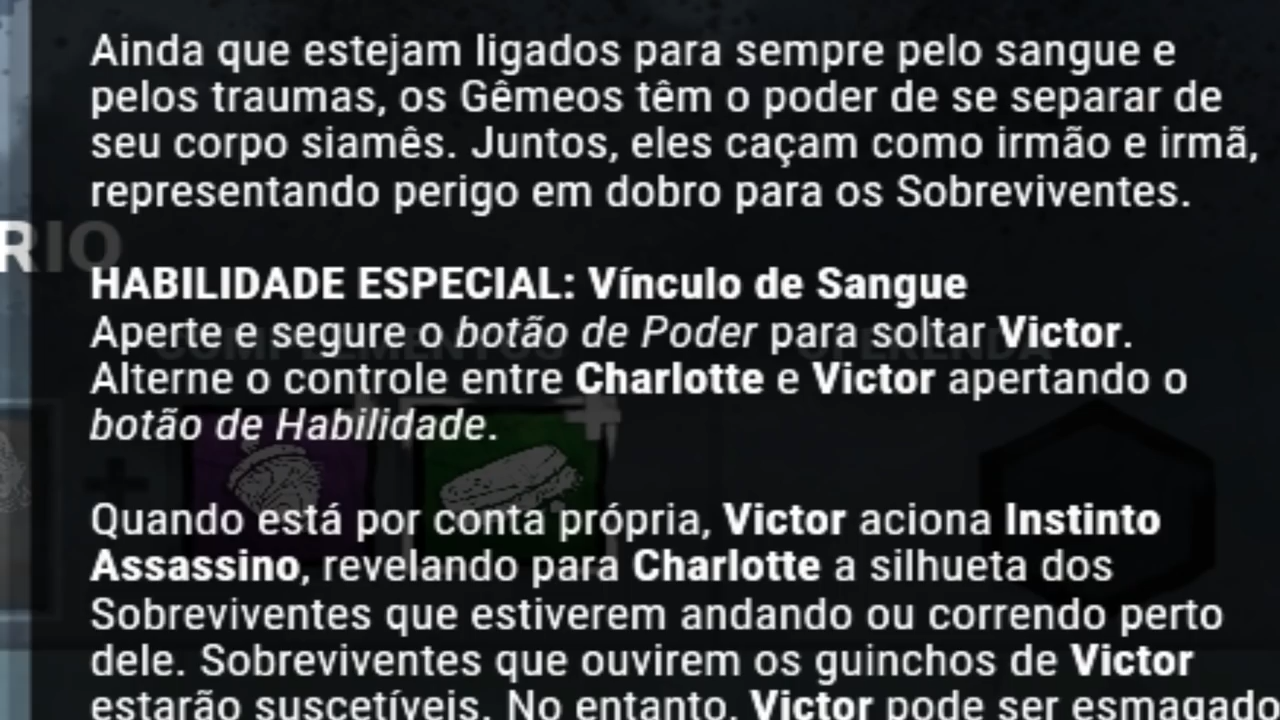 Ainda que estejam ligados para sempre pelo sangue e
pelos traumas, os Gêmeos têm o poder de se separar de
seu corpo siamês. Juntos, eles caçam como irmão e irmã,
representando perigo em dobro para os Sobreviventes.
RIO
HABILIDADE ESPECIAL: Vínculo de Sangue
Aperte e segure o botão de Poder para soltar Victor.
COMPLEMENTOS OFERENDA
Alterne o controle entre Charlotte e Victor apertando o
botão de Habilidade.
Quando está por conta própria, Victor aciona Instinto
Assassino, revelando para Charlotte a silhueta dos
Sobreviventes que estiverem andando ou correndo perto
dele. Sobreviventes que ouvirem os guinchos de Victor
estarão suscetíveis. No entanto, Victor pode ser esmagado